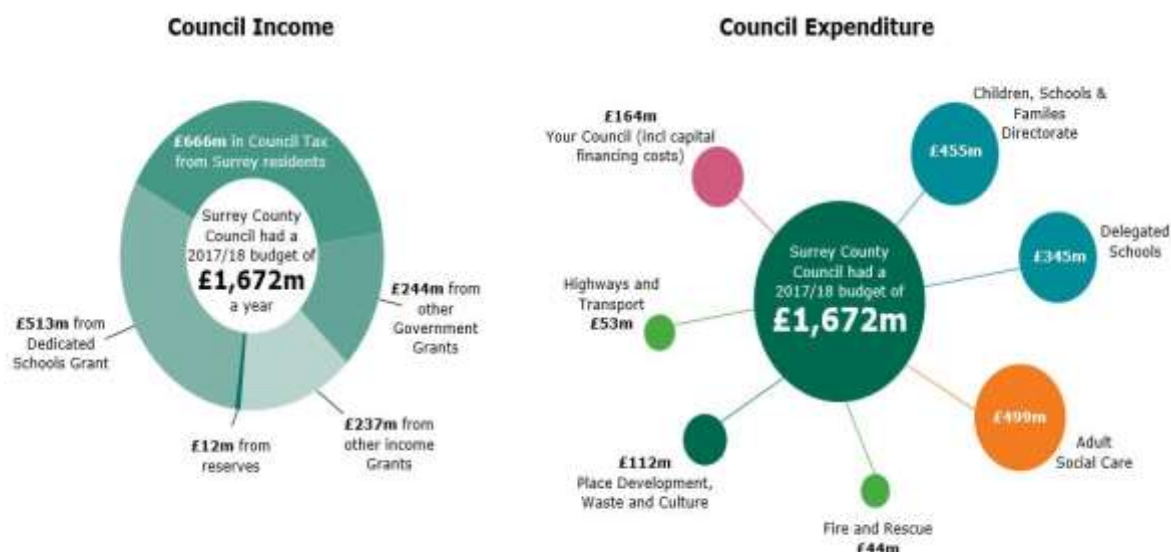 Council Income
£666m in Council Tax
from Surrey residents
Surrey County
Council had a
2017/18 budget of
£1,672m
a year
£244m from
other
Government
Grants
£237m from
other income
Grants
£12m from
reserves
£513m from
Dedicated
Schools Grant
Council Expenditure
£164m
Your Council (incl capital
financing costs)
Children, Schools &
Familes
Directorate
£455m
Delegated
Schools
£345m
Surrey County
Council had a
2017/18 budget of
£1,672m
Highways and
Transport
£53m
£499m
Adult
Social Care
£112m
Place Development,
Waste and Culture
Fire and Rescue
£44m